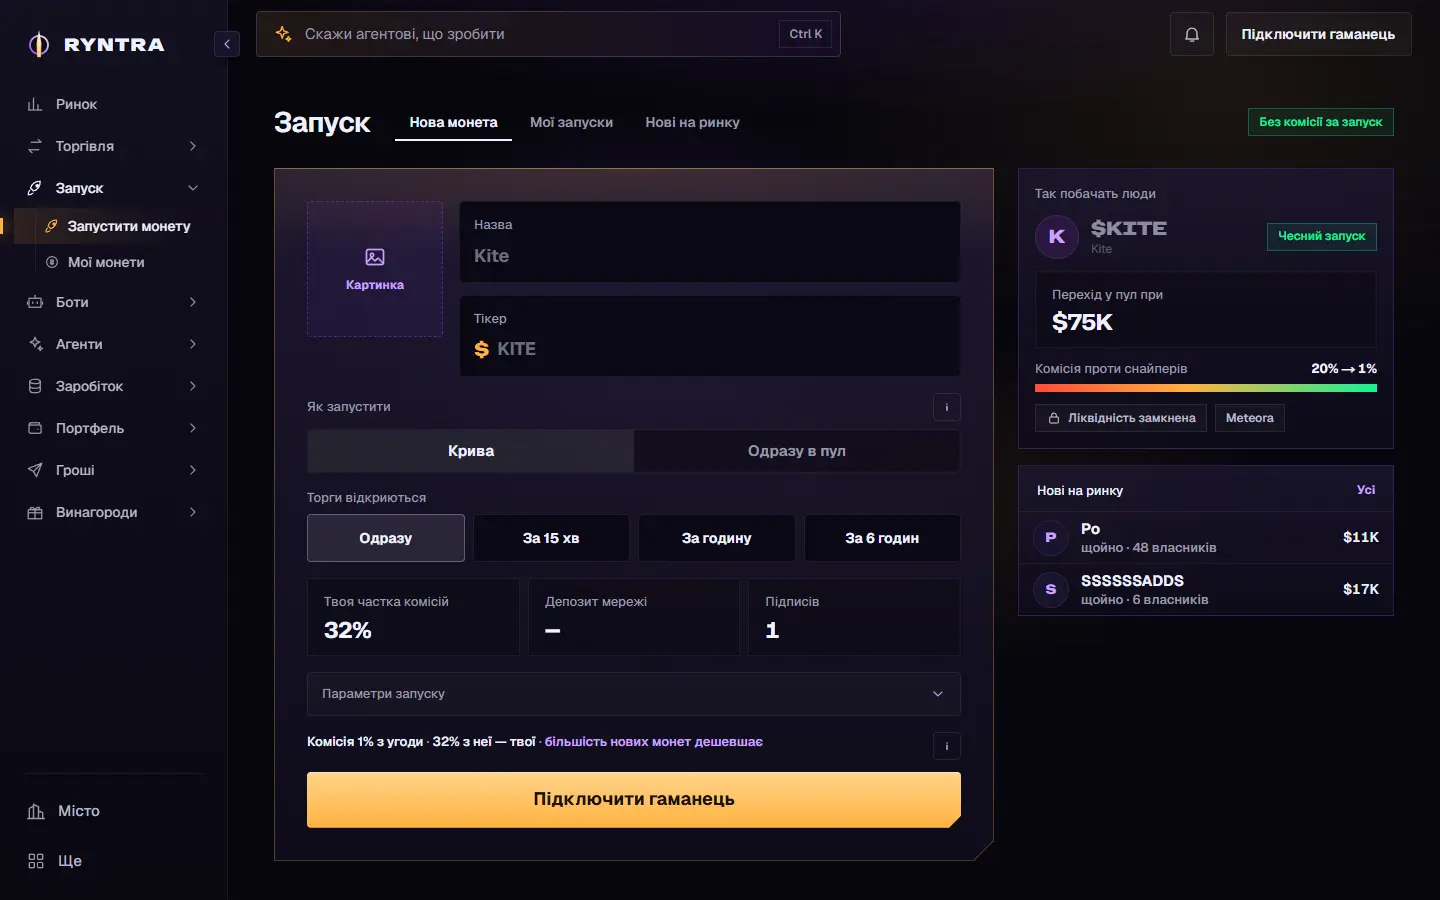 RYNTRA
Скажи агентові, що зробити
Ctrl K
Підключити гаманець
Ринок
Торгівля
Запуск
Запустити монету
Мої монети
Боти
Агенти
Заробіток
Портфель
Гроші
Винагороди
Місто
Ще
Запуск
Нова монета
Мої запуски
Нові на ринку
Без комісії за запуск
Картинка
Назва
Kite
Тікер
$ KITE
Як запустити
i
Крива
Одразу в пул
Торги відкриються
Одразу
За 15 хв
За годину
За 6 годин
Твоя частка комісій
32%
Депозит мережі
—
Підписів
1
Параметри запуску
Комісія 1% з угоди · 32% з неї — твої · більшість нових монет дешевшає
i
Підключити гаманець
Так побачать люди
K
$KITE
Kite
Чесний запуск
Перехід у пул при
$75K
Комісія проти снайперів
20% → 1%
Ліквідність замкнена
Meteora
Нові на ринку
Усі
P
Po
щойно · 48 власників
$11K
S
SSSSSSADDS
щойно · 6 власників
$17K